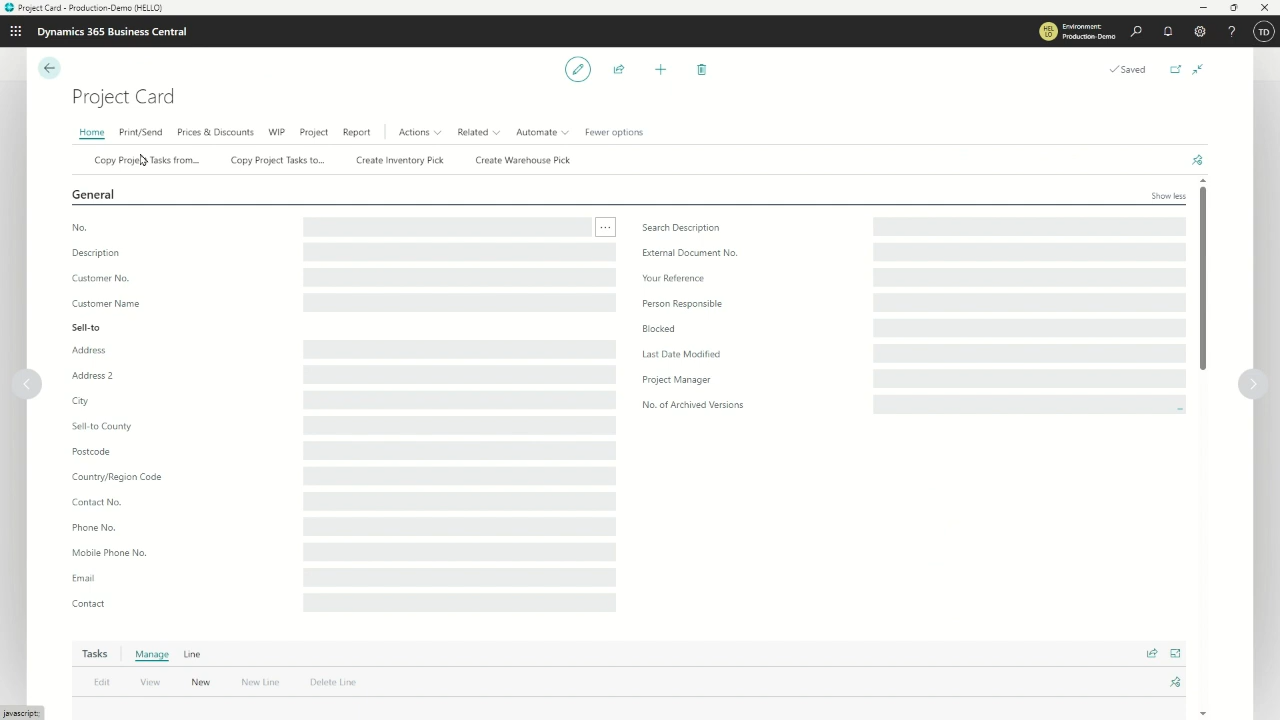 Project Card - Production-Demo (HELLO)
Dynamics 365 Business Central
HEL
LO
Environment:
Production-Demo
?
TD
Saved
Project Card
Home Print/Send Prices & Discounts WIP Project Report Actions Related Automate Fewer options
Copy Project Tasks from... Copy Project Tasks to... Create Inventory Pick Create Warehouse Pick
General Show less
No. Search Description
Description External Document No.
Customer No. Your Reference
Customer Name Person Responsible
Sell-to Blocked
Address Last Date Modified
Address 2 Project Manager
City No. of Archived Versions
Sell-to County
Postcode
Country/Region Code
Contact No.
Phone No.
Mobile Phone No.
Email
Contact
Tasks Manage Line
Edit View New New Line Delete Line
javascript:;